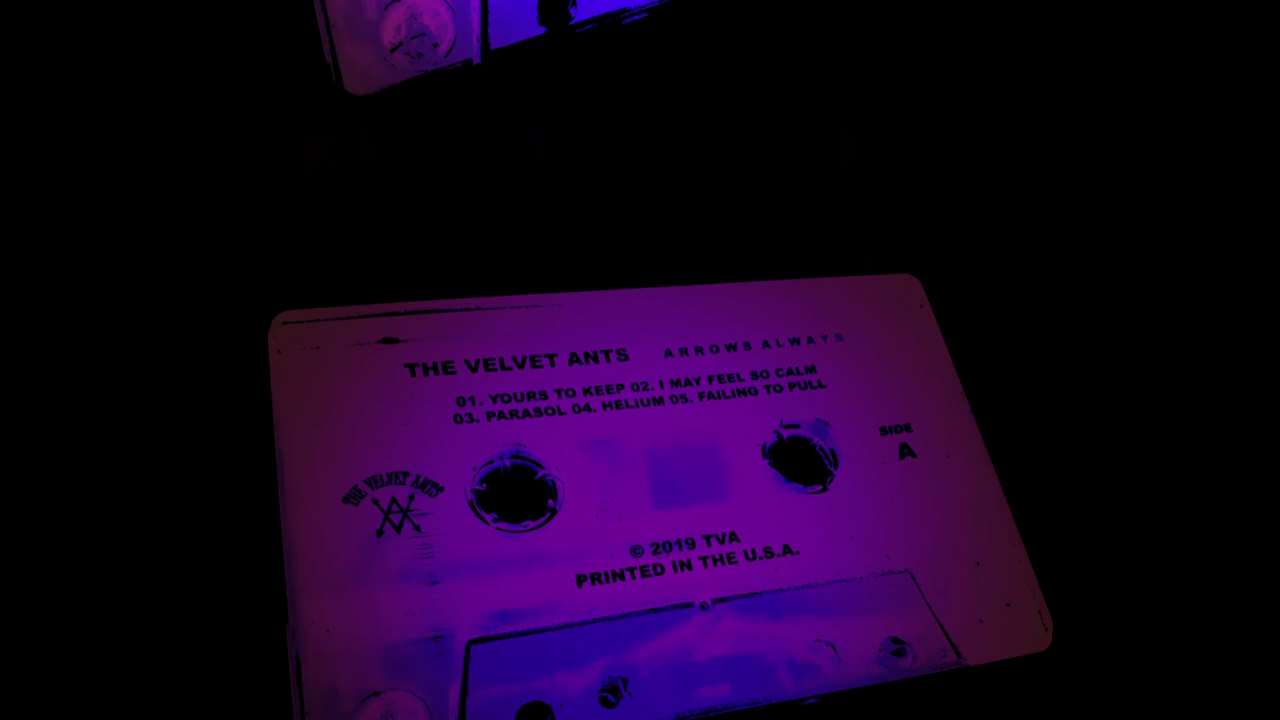 THE VELVET ANTS ARROWS ALWAYS
01. YOURS TO KEEP 02. I MAY FEEL SO CALM
03. PARASOL 04. HELIUM 05. FAILING TO PULL
SIDE
A
THE VELVET ANTS
© 2019 TVA
PRINTED IN THE U.S.A.